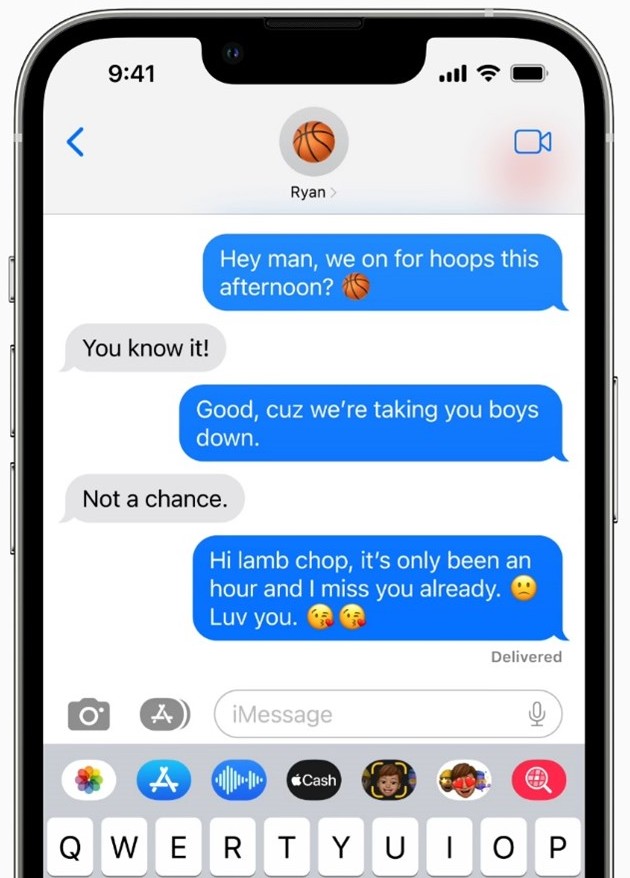 9:41
Ryan
Hey man, we on for hoops this
afternoon? 🏀
You know it!
Good, cuz we’re taking you boys
down.
Not a chance.
Hi lamb chop, it’s only been an
hour and I miss you already. 🙁
Luv you. 😘😘
Delivered
iMessage
Cash
Q W E R T Y U I O P